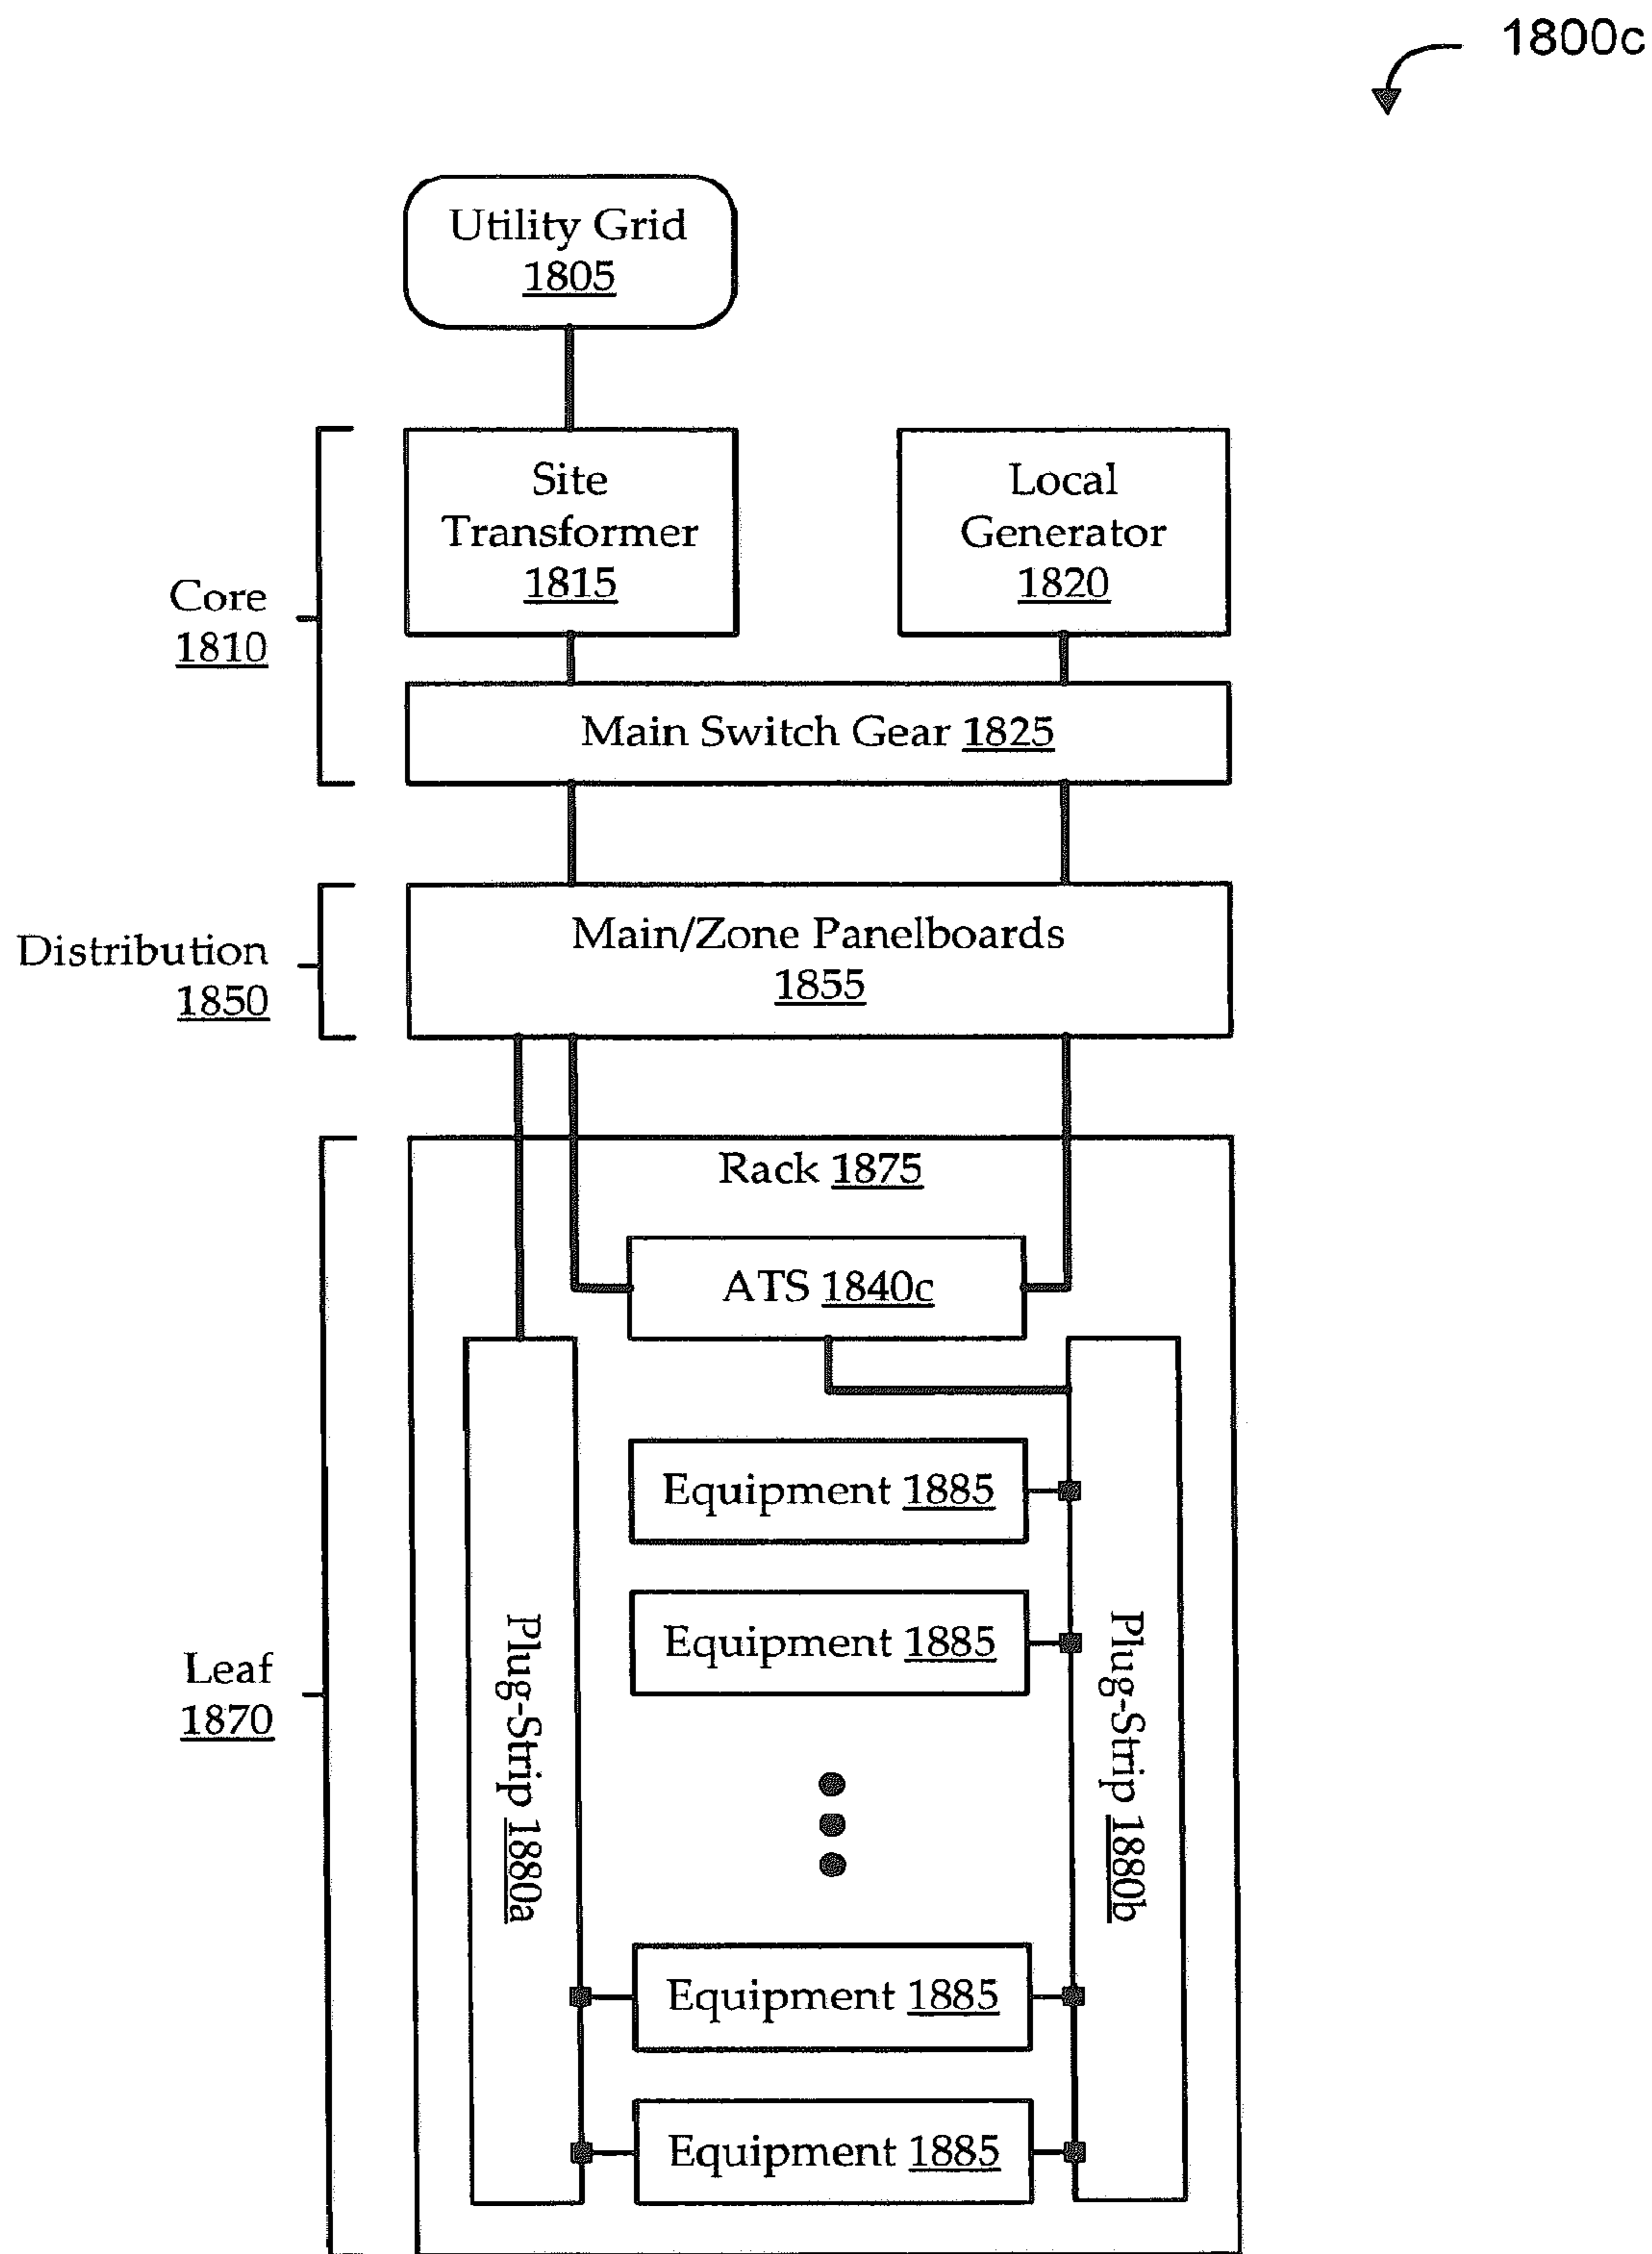 1800c
Utility Grid
1805
Site
Transformer
1815
Local
Generator
1820
Core
1810
Main Switch Gear 1825
Distribution
1850
Main/Zone Panelboards
1855
Rack 1875
ATS 1840c
Leaf
1870
Plug-Strip 1880a
Equipment 1885
Equipment 1885
Equipment 1885
Equipment 1885
Plug-Strip 1880b